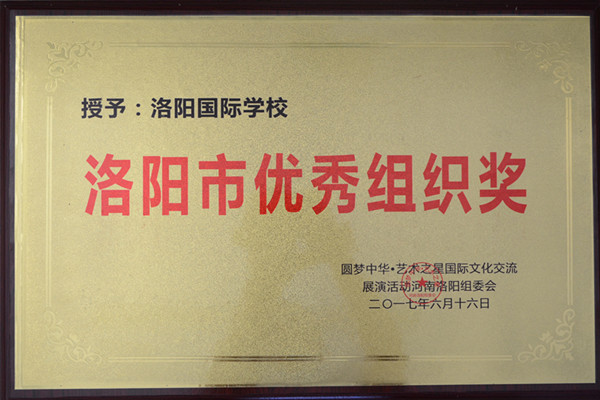 授予：洛阳国际学校
洛阳市优秀组织奖
圆梦中华•艺术之星国际文化交流
展演活动河南洛阳组委会
二〇一七年六月十六日